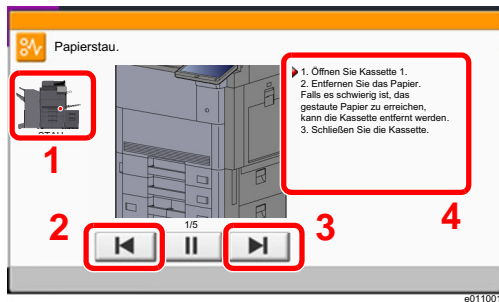 Papierstau.
1. Öffnen Sie Kassette 1.
2. Entfernen Sie das Papier.
Falls es schwierig ist, das
gestaute Papier zu erreichen,
kann die Kassette entfernt werden.
3. Schließen Sie die Kassette.
1
2
1/5
3
4
e011001